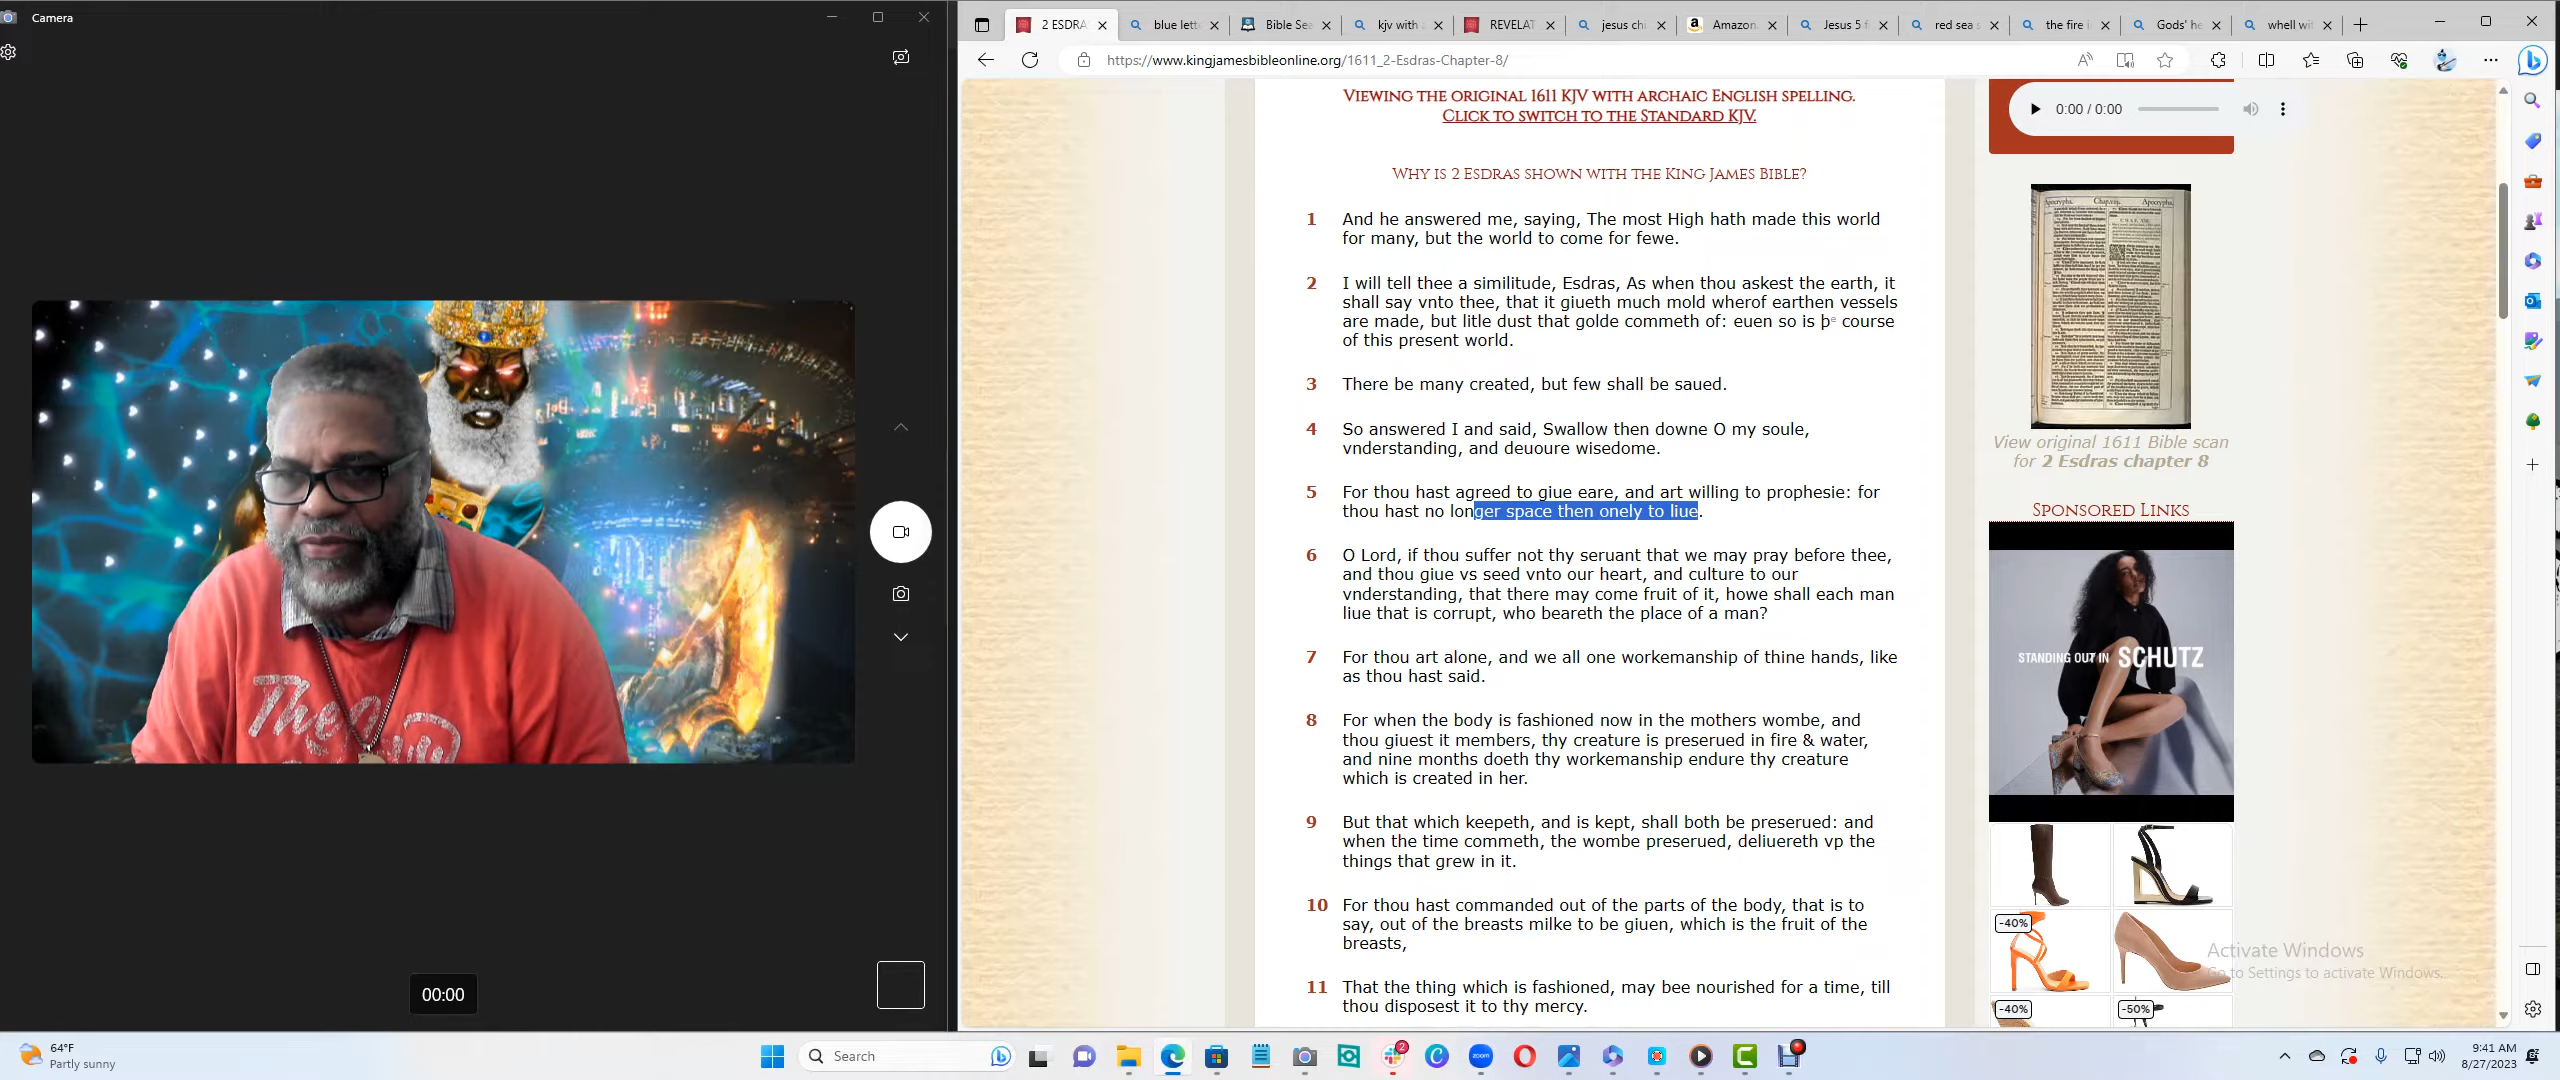 Camera
00:00
2 ESDRA
blue lett
Bible Sea
kjv with a
REVELAT
jesus chi
Amazon.
Jesus 5 f
red sea s
the fire i
Gods' he
whell wit
https://www.kingjamesbibleonline.org/1611_2-Esdras-Chapter-8/
VIEWING THE ORIGINAL 1611 KJV WITH ARCHAIC ENGLISH SPELLING.
CLICK TO SWITCH TO THE STANDARD KJV.
WHY IS 2 ESDRAS SHOWN WITH THE KING JAMES BIBLE?
1 And he answered me, saying, The most High hath made this world
for many, but the world to come for fewe.
2 I will tell thee a similitude, Esdras, As when thou askest the earth, it
shall say vnto thee, that it giueth much mold wherof earthen vessels
are made, but litle dust that golde commeth of: euen so is þᵉ course
of this present world.
3 There be many created, but few shall be saued.
4 So answered I and said, Swallow then downe O my soule,
vnderstanding, and deuoure wisedome.
5 For thou hast agreed to giue eare, and art willing to prophesie: for
thou hast no longer space then onely to liue.
6 O Lord, if thou suffer not thy seruant that we may pray before thee,
and thou giue vs seed vnto our heart, and culture to our
vnderstanding, that there may come fruit of it, howe shall each man
liue that is corrupt, who beareth the place of a man?
7 For thou art alone, and we all one workemanship of thine hands, like
as thou hast said.
8 For when the body is fashioned now in the mothers wombe, and
thou giuest it members, thy creature is preserued in fire & water,
and nine months doeth thy workemanship endure thy creature
which is created in her.
9 But that which keepeth, and is kept, shall both be preserued: and
when the time commeth, the wombe preserued, deliuereth vp the
things that grew in it.
10 For thou hast commanded out of the parts of the body, that is to
say, out of the breasts milke to be giuen, which is the fruit of the
breasts,
11 That the thing which is fashioned, may bee nourished for a time, till
thou disposest it to thy mercy.
0:00 / 0:00
Apocrypha. Chap.viij. Apocrypha.
View original 1611 Bible scan
for 2 Esdras chapter 8
SPONSORED LINKS
STANDING OUT IN SCHUTZ
-40%
-40%
-50%
Activate Windows
Go to Settings to activate Windows.
64°F
Partly sunny
Search
2
zoom
9:41 AM
8/27/2023